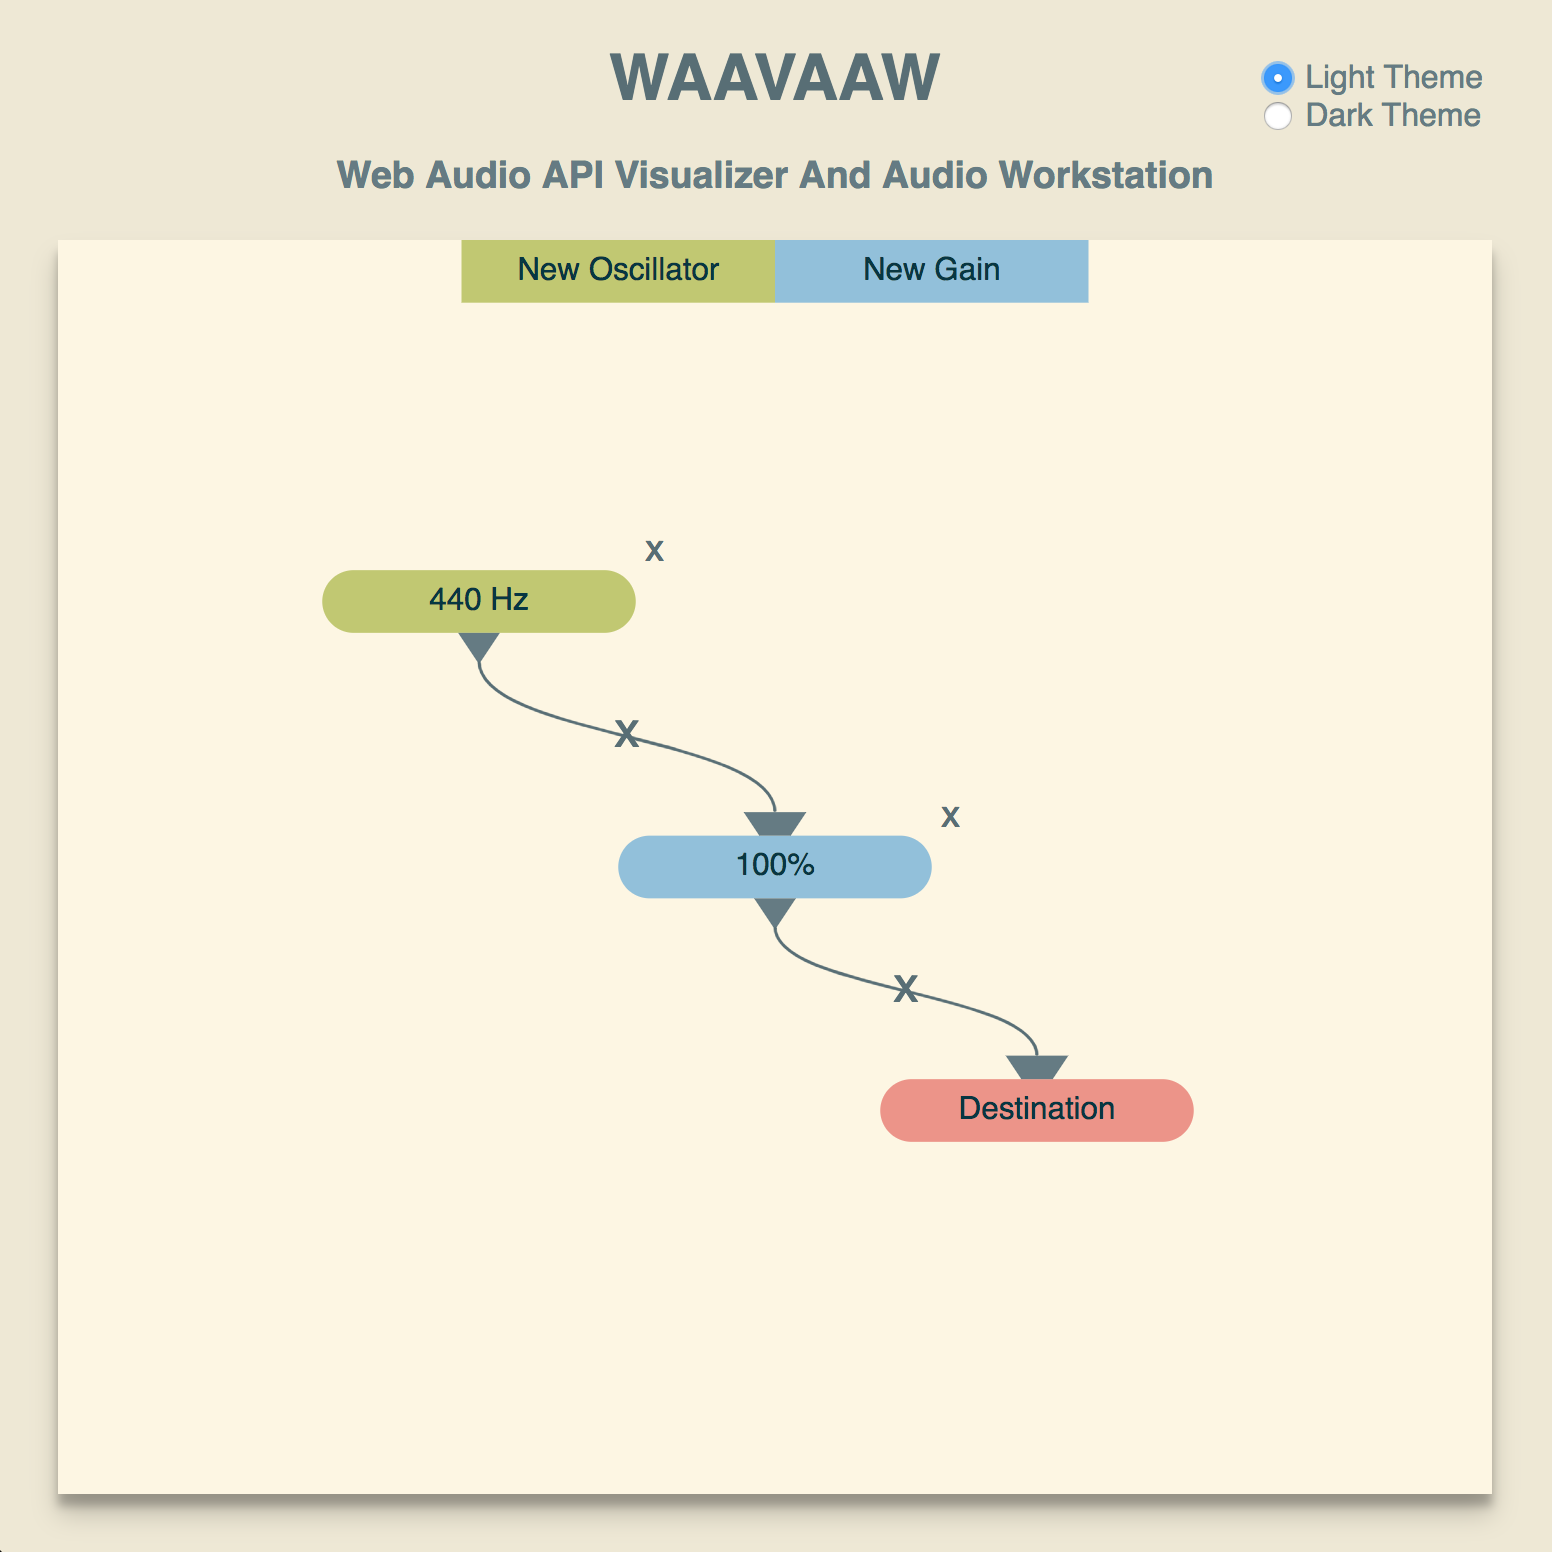 WAAVAAW
Light Theme
Dark Theme
Web Audio API Visualizer And Audio Workstation
New Oscillator
New Gain
x
440 Hz
X
x
100%
X
Destination